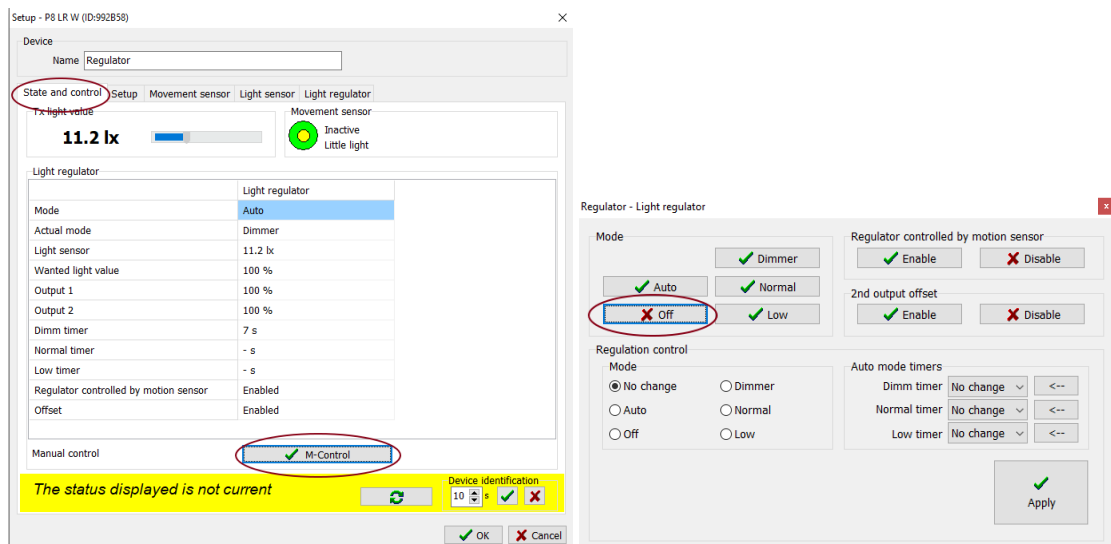 Setup - P8 LR W (ID:992B58)
Device
Name Regulator
State and control Setup Movement sensor Light sensor Light regulator
Tx light value
11.2 lx
Movement sensor
Inactive
Little light
Light regulator
Light regulator
Mode Auto
Actual mode Dimmer
Light sensor 11.2 lx
Wanted light value 100 %
Output 1 100 %
Output 2 100 %
Dimm timer 7 s
Normal timer - s
Low timer - s
Regulator controlled by motion sensor Enabled
Offset Enabled
Manual control M-Control
The status displayed is not current
Device identification
10 s
OK Cancel
Regulator - Light regulator
Mode
Dimmer
Auto Normal
Off Low
Regulator controlled by motion sensor
Enable Disable
2nd output offset
Enable Disable
Regulation control
Mode
No change Dimmer
Auto Normal
Off Low
Auto mode timers
Dimm timer No change <--
Normal timer No change <--
Low timer No change <--
Apply